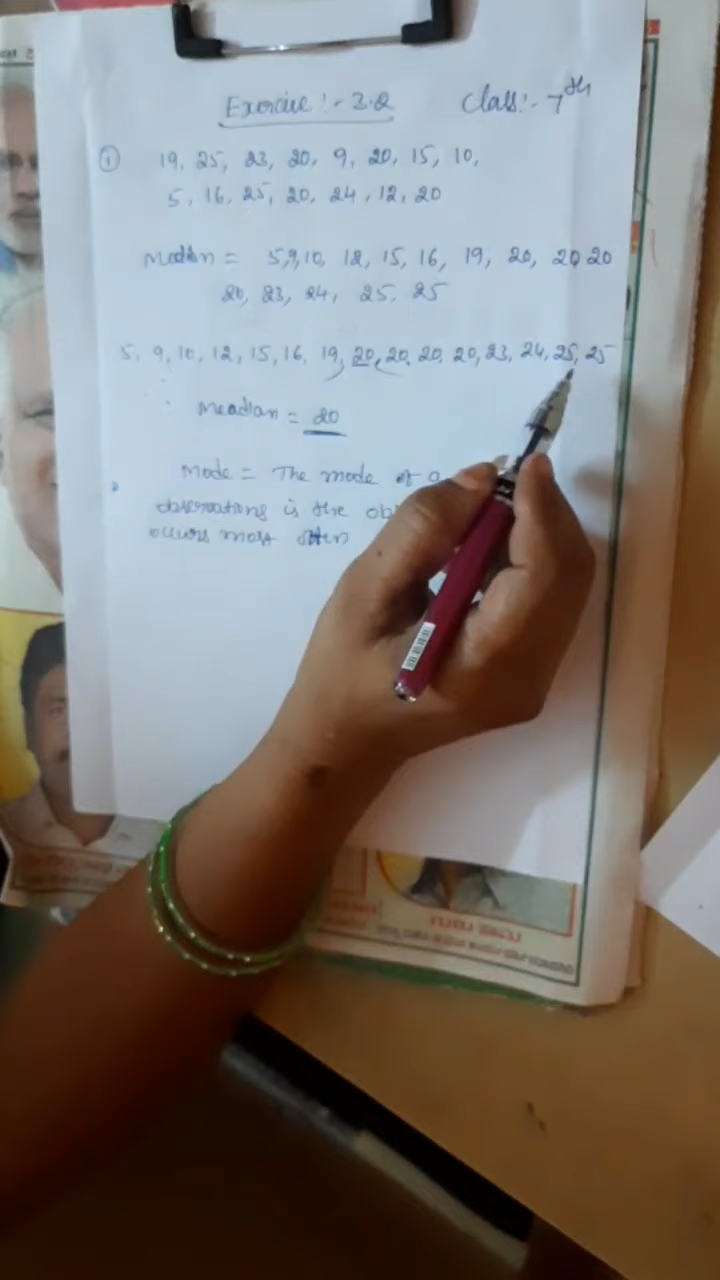 Exercise :- 3.2 Class :- 7th
① 19, 25, 23, 20, 9, 20, 15, 10,
5, 16, 25, 20, 24, 12, 20
Median = 5,9,10, 12, 15, 16, 19, 20, 20 20
20, 23, 24, 25, 25
5, 9, 10, 12, 15, 16, 19, 20, 20, 20, 20, 23, 24, 25, 25
∴ Meadian = 20
Mode = The mode of a
observations is the
occurs most often